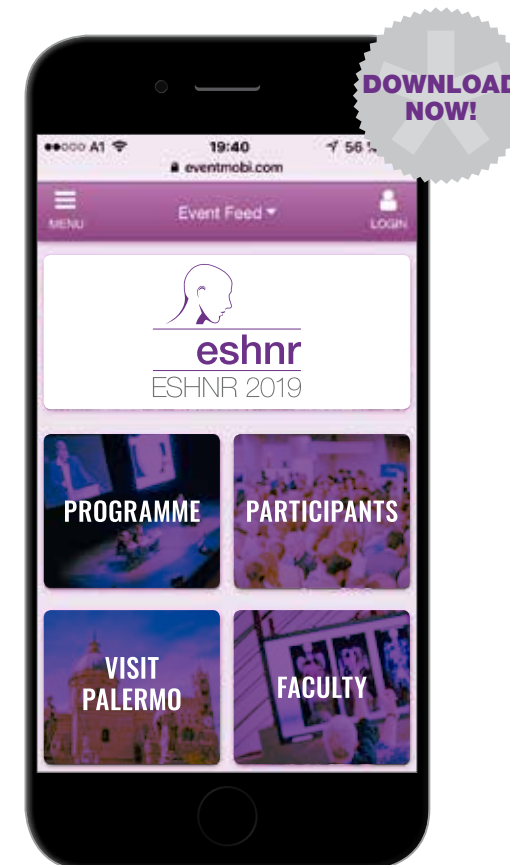 DOWNLOAD
NOW!
A1 19:40 56
eventmobi.com
MENU Event Feed LOGIN
eshnr
ESHNR 2019
PROGRAMME PARTICIPANTS
VISIT
PALERMO
FACULTY